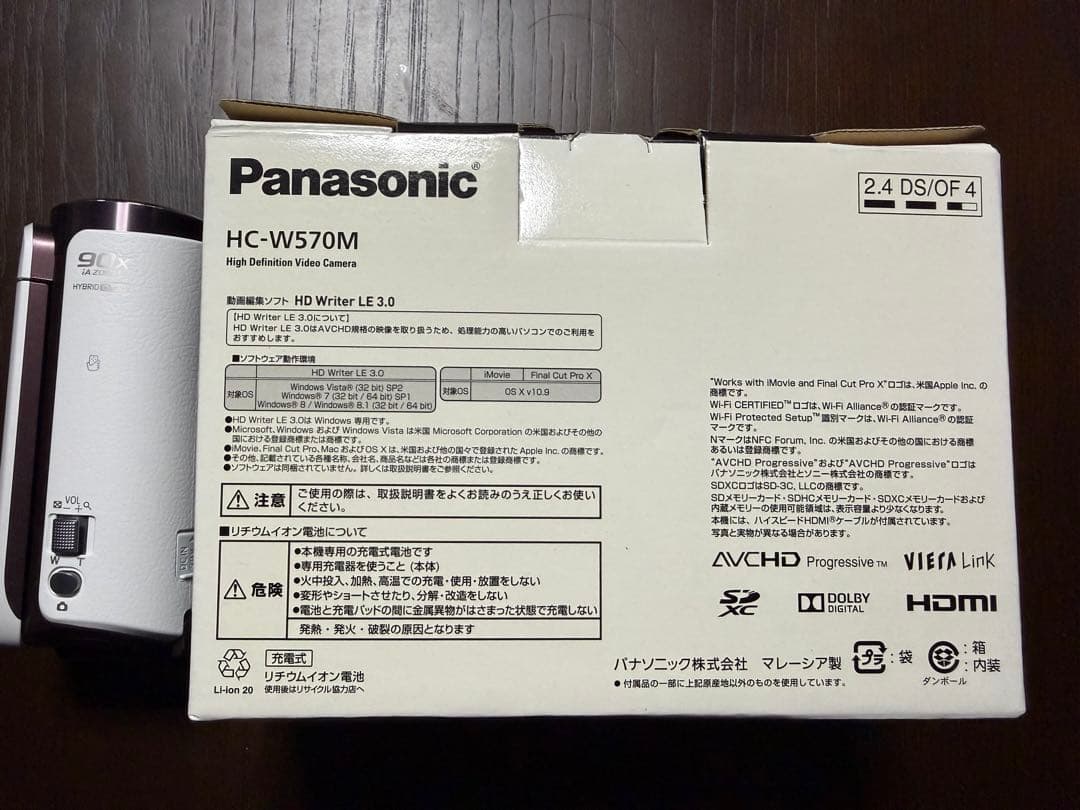 Panasonic®
2.4 DS/OF 4
HC-W570M
High Definition Video Camera
動画編集ソフト HD Writer LE 3.0
【HD Writer LE 3.0について】
HD Writer LE 3.0はAVCHD規格の映像を取り扱うため、処理能力の高いパソコンでのご利用を
おすすめします。
■ソフトウェア動作環境
HD Writer LE 3.0
対象OS
Windows Vista® (32 bit) SP2
Windows® 7 (32 bit / 64 bit) SP1
Windows® 8 / Windows® 8.1 (32 bit / 64 bit)
iMovie Final Cut Pro X
対象OS OS X v10.9
●HD Writer LE 3.0は Windows 専用です。
●Microsoft、Windows および Windows Vista は米国 Microsoft Corporation の米国およびその他の
国における登録商標または商標です。
●iMovie、Final Cut Pro、Mac および OS X は、米国および他の国々で登録された Apple Inc. の商標です。
●その他、記載されている各種名称、会社名、商品名などは各社の商標または登録商標です。
●ソフトウェアは同梱されていません。詳しくは取扱説明書をご参照ください。
注意
ご使用の際は、取扱説明書をよくお読みのうえ正しくお使い
ください。
■リチウムイオン電池について
危険
●本機専用の充電式電池です
●専用充電器を使うこと (本体)
●火中投入、加熱、高温での充電・使用・放置をしない
●変形やショートさせたり、分解・改造をしない
●電池と充電パッドの間に金属異物がはさまった状態で充電しない
発熱・発火・破裂の原因となります
充電式
リチウムイオン電池
Li-ion 20 使用後はリサイクル協力店へ
"Works with iMovie and Final Cut Pro X"ロゴは、米国Apple Inc. の
商標です。
Wi-Fi CERTIFIED™ロゴは、Wi-Fi Alliance®の認証マークです。
Wi-Fi Protected Setup™識別マークは、Wi-Fi Alliance®の認証
マークです。
NマークはNFC Forum, Inc. の米国およびその他の国における商標
あるいは登録商標です。
"AVCHD Progressive"および"AVCHD Progressive"ロゴは
パナソニック株式会社とソニー株式会社の商標です。
SDXCロゴはSD-3C, LLCの商標です。
SDメモリーカード・SDHCメモリーカード・SDXCメモリーカードおよび
内蔵メモリーの使用可能領域は、表示容量より少なくなります。
本機には、ハイスピードHDMI®ケーブルが付属されています。
写真と実物が異なる場合があります。
AVCHD Progressive™ VIERA Link
SD XC DOLBY DIGITAL HDMI
パナソニック株式会社 マレーシア製
●付属品の一部に上記原産地以外のものを使用しています。
プラ :袋
:箱
:内装
ダンボール
90X
iA ZOOM
HYBRID
VOL
W T